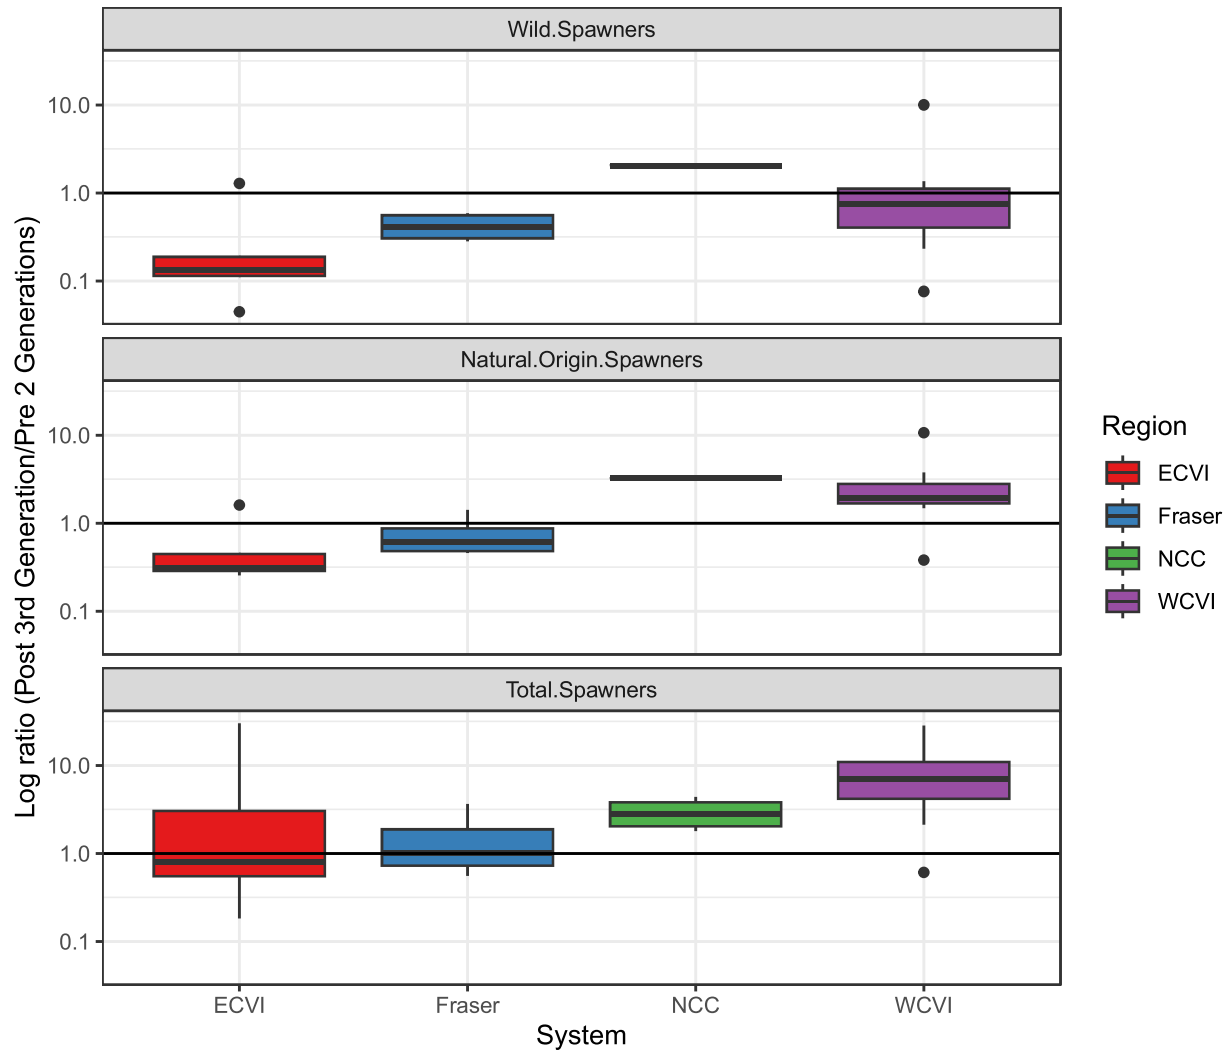 Wild.Spawners
10.0
1.0
0.1
Natural.Origin.Spawners
10.0
1.0
0.1
Total.Spawners
10.0
1.0
0.1
ECVI
Fraser
NCC
WCVI
System
Log ratio (Post 3rd Generation/Pre 2 Generations)
Region
ECVI
Fraser
NCC
WCVI